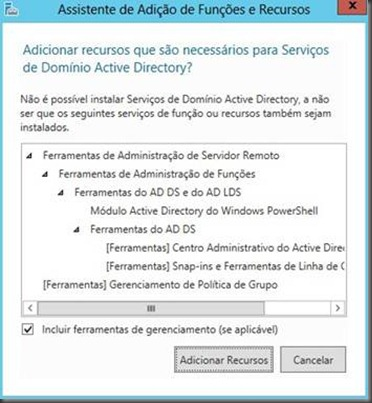 Assistente de Adição de Funções e Recursos
x
Adicionar recursos que são necessários para Serviços
de Domínio Active Directory?
Não é possível instalar Serviços de Domínio Active Directory, a não
ser que os seguintes serviços de função ou recursos também sejam
instalados.
Ferramentas de Administração de Servidor Remoto
Ferramentas de Administração de Funções
Ferramentas do AD DS e do AD LDS
Módulo Active Directory do Windows PowerShell
Ferramentas do AD DS
[Ferramentas] Centro Administrativo do Active Dire
[Ferramentas] Snap-ins e Ferramentas de Linha de C
[Ferramentas] Gerenciamento de Política de Grupo
Incluir ferramentas de gerenciamento (se aplicável)
Adicionar Recursos
Cancelar